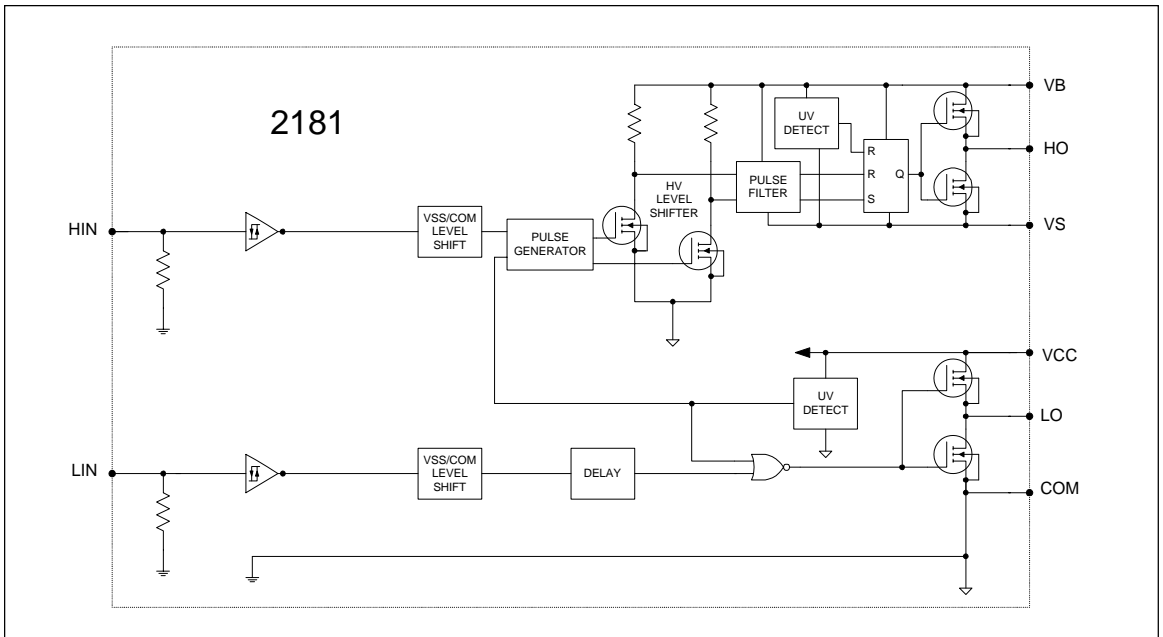 2181
VB
UV
DETECT
HO
R
R
Q
S
PULSE
FILTER
HV
LEVEL
SHIFTER
VS
HIN
VSS/COM
LEVEL
SHIFT
PULSE
GENERATOR
VCC
UV
DETECT
LO
LIN
VSS/COM
LEVEL
SHIFT
DELAY
COM